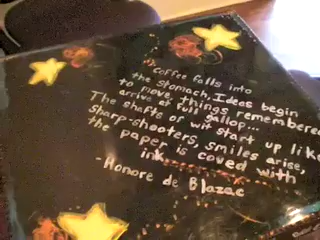 Coffee falls into
the stomach, Ideas begin
to move, things remembered
arrive at full gallop...
The shafts of wit start up like
sharp-shooters, smiles arise,
the paper is coved with
ink...........
-Honore de Blazac